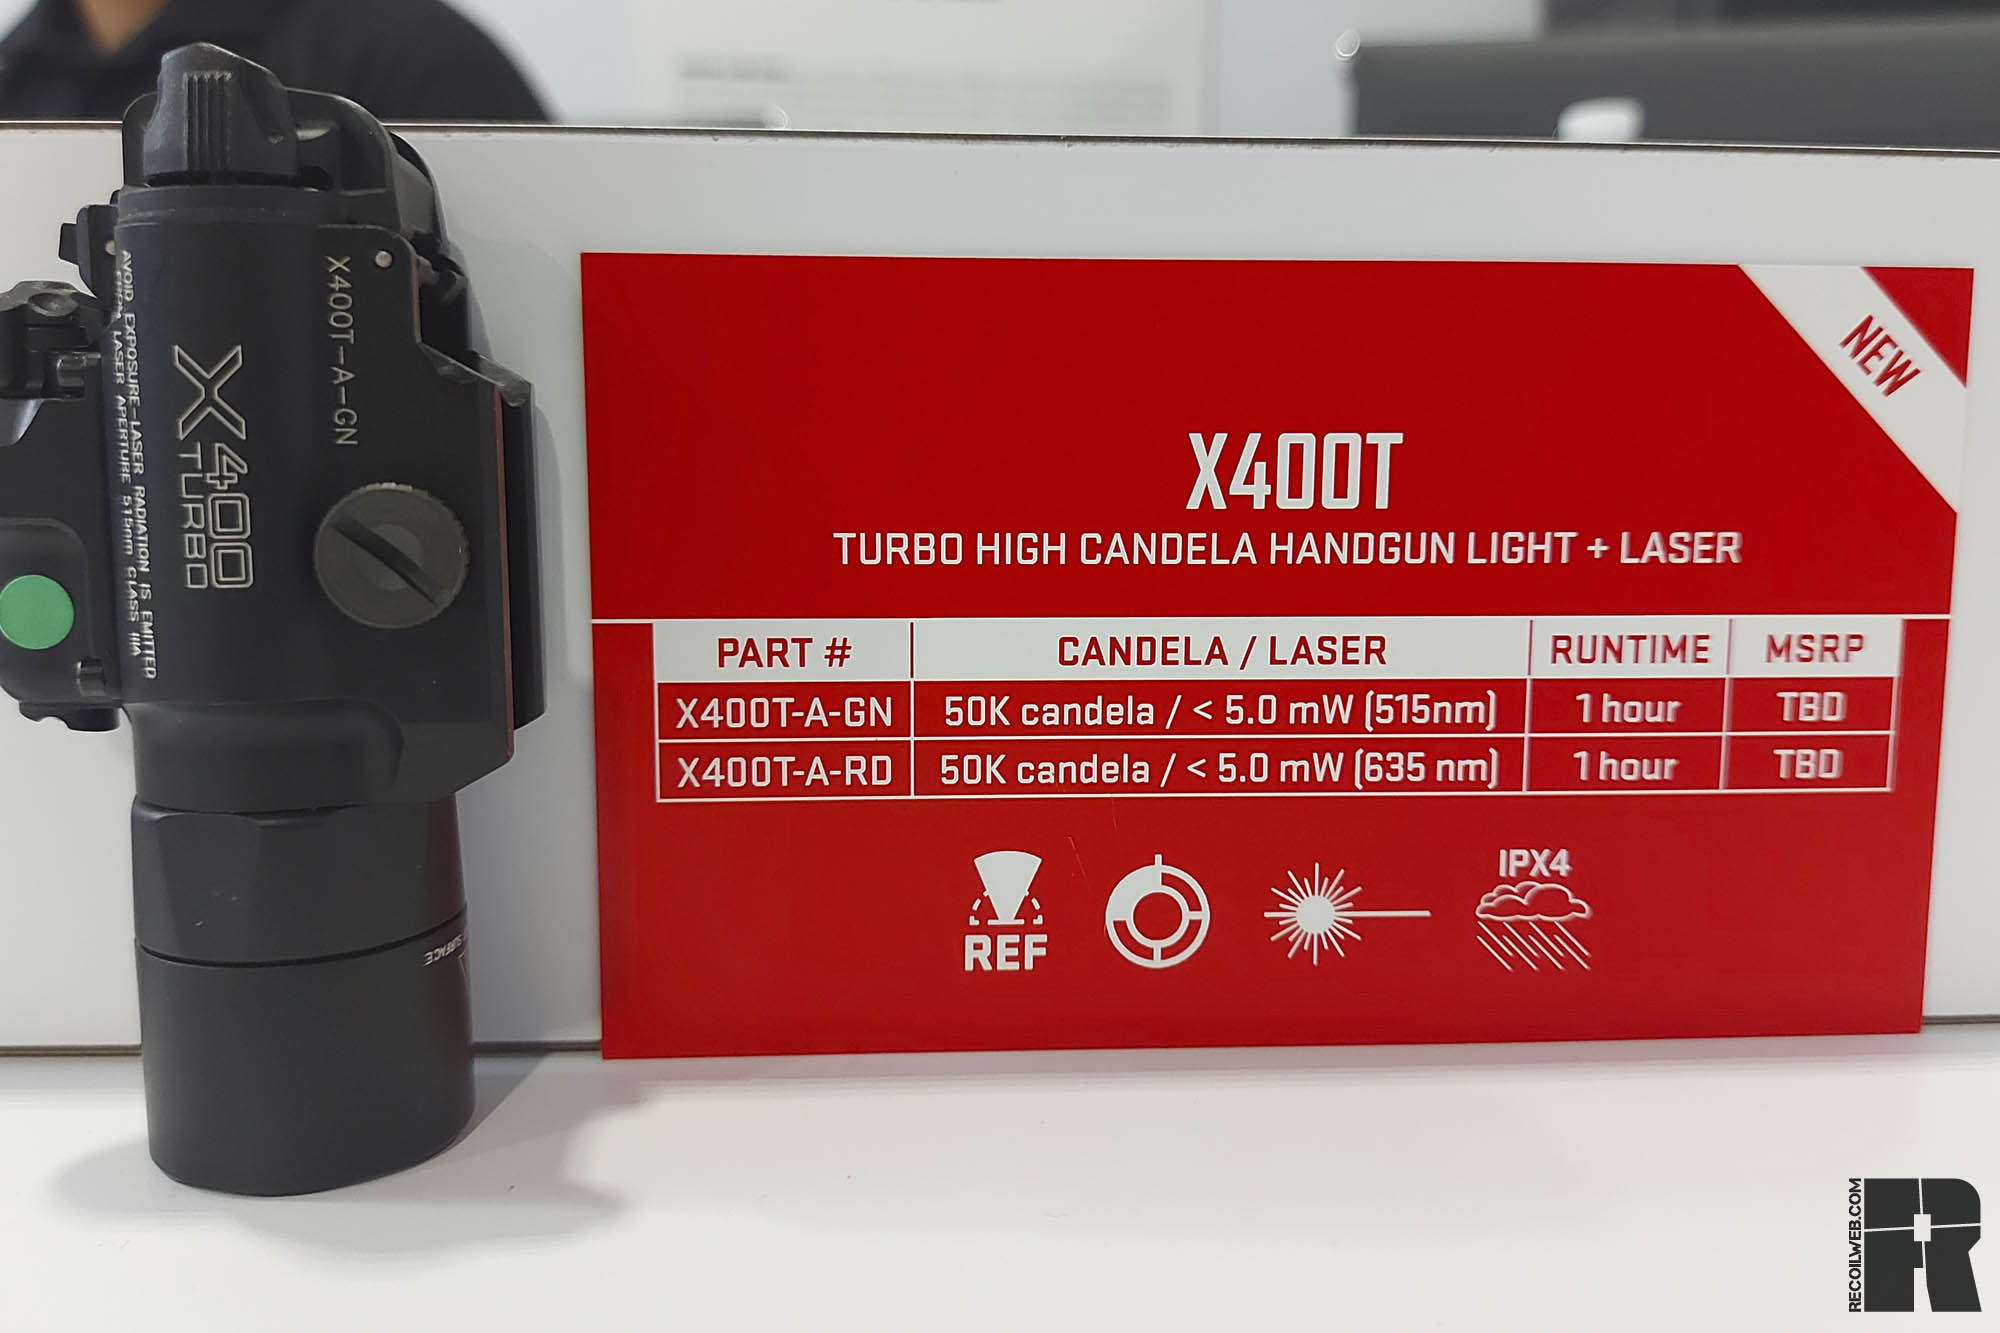 X400T-A-GN
X400
TURBO
AVOID EXPOSURE-LASER RADIATION IS EMITTED
FROM LASER APERTURE 515nm CLASS IIIA
SURFACE
NEW
X400T
TURBO HIGH CANDELA HANDGUN LIGHT + LASER
PART # CANDELA / LASER RUNTIME MSRP
X400T-A-GN 50K candela / < 5.0 mW (515nm) 1 hour TBD
X400T-A-RD 50K candela / < 5.0 mW (635 nm) 1 hour TBD
REF
IPX4
RECOILWEB.COM
R